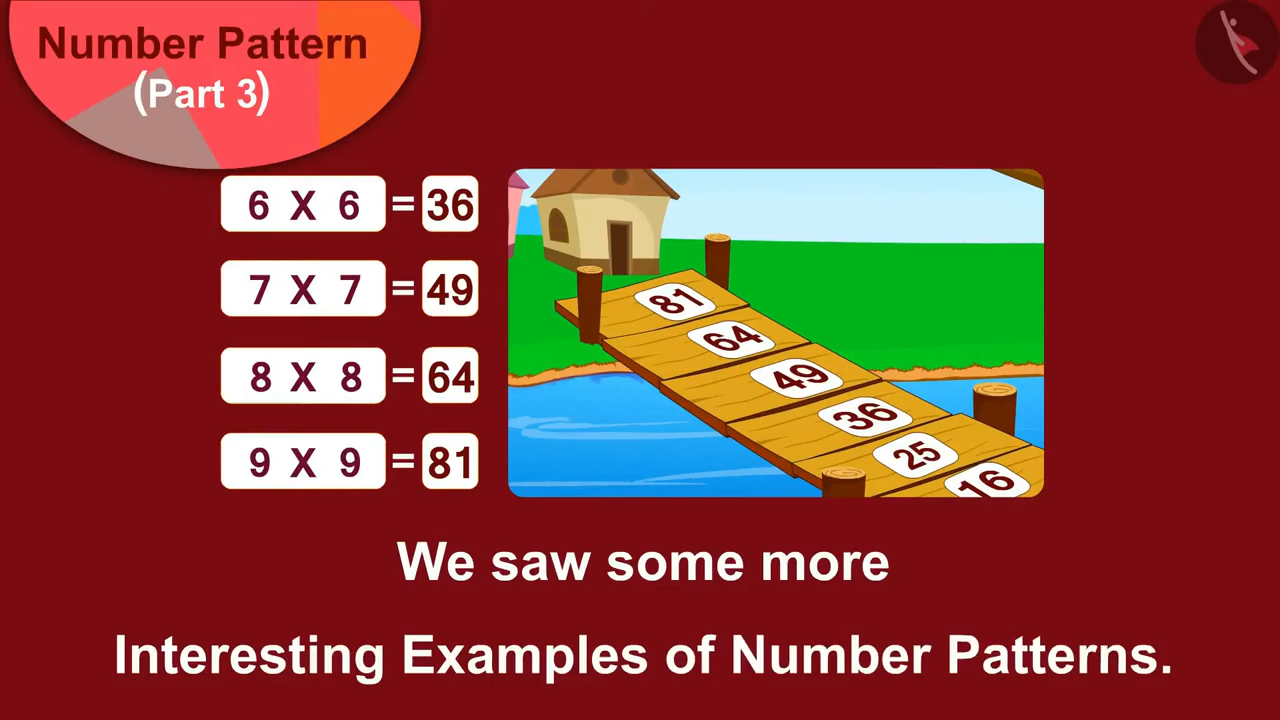 Number Pattern
(Part 3)
6 X 6 = 36
7 X 7 = 49
8 X 8 = 64
9 X 9 = 81
81
64
49
36
25
16
We saw some more
Interesting Examples of Number Patterns.